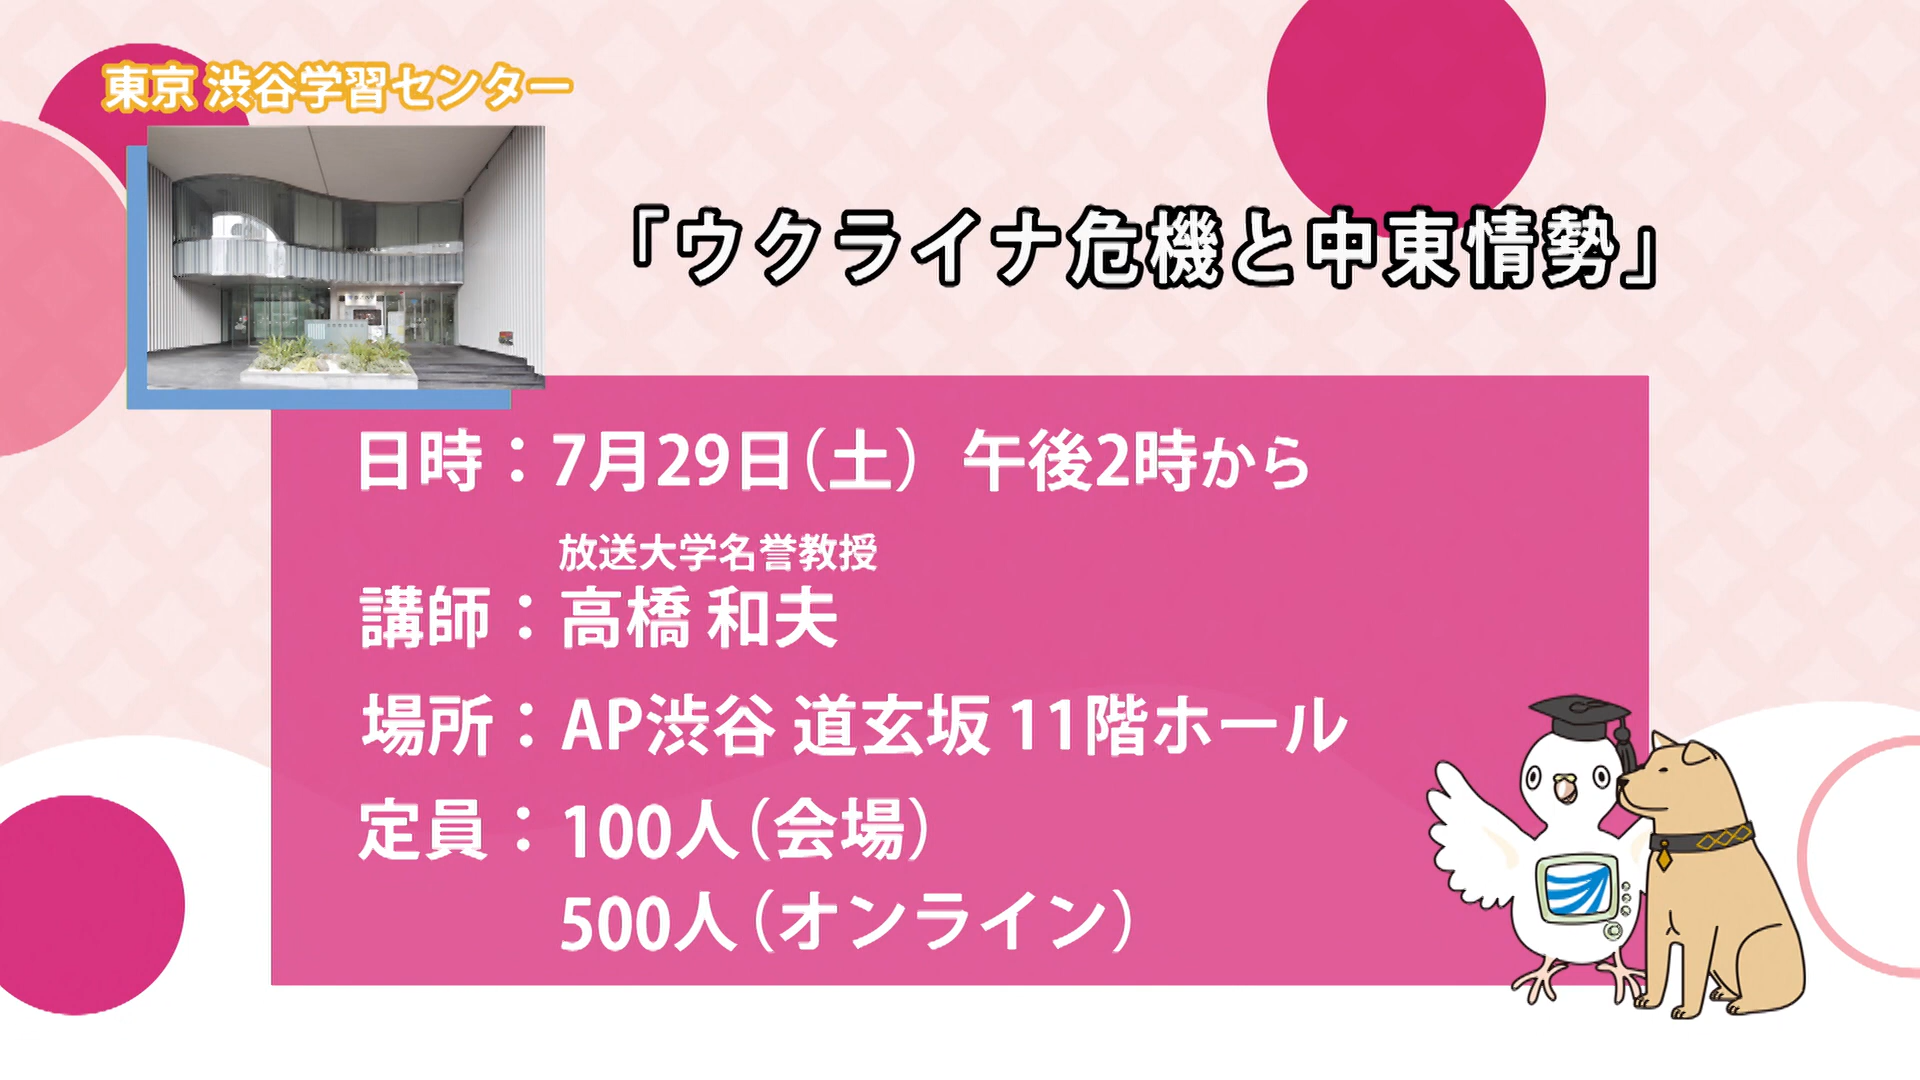 東京 渋谷学習センター
「ウクライナ危機と中東情勢」
日時：7月29日（土） 午後2時から
放送大学名誉教授
講師：高橋 和夫
場所：AP渋谷 道玄坂 11階ホール
定員：100人（会場）
500人（オンライン）